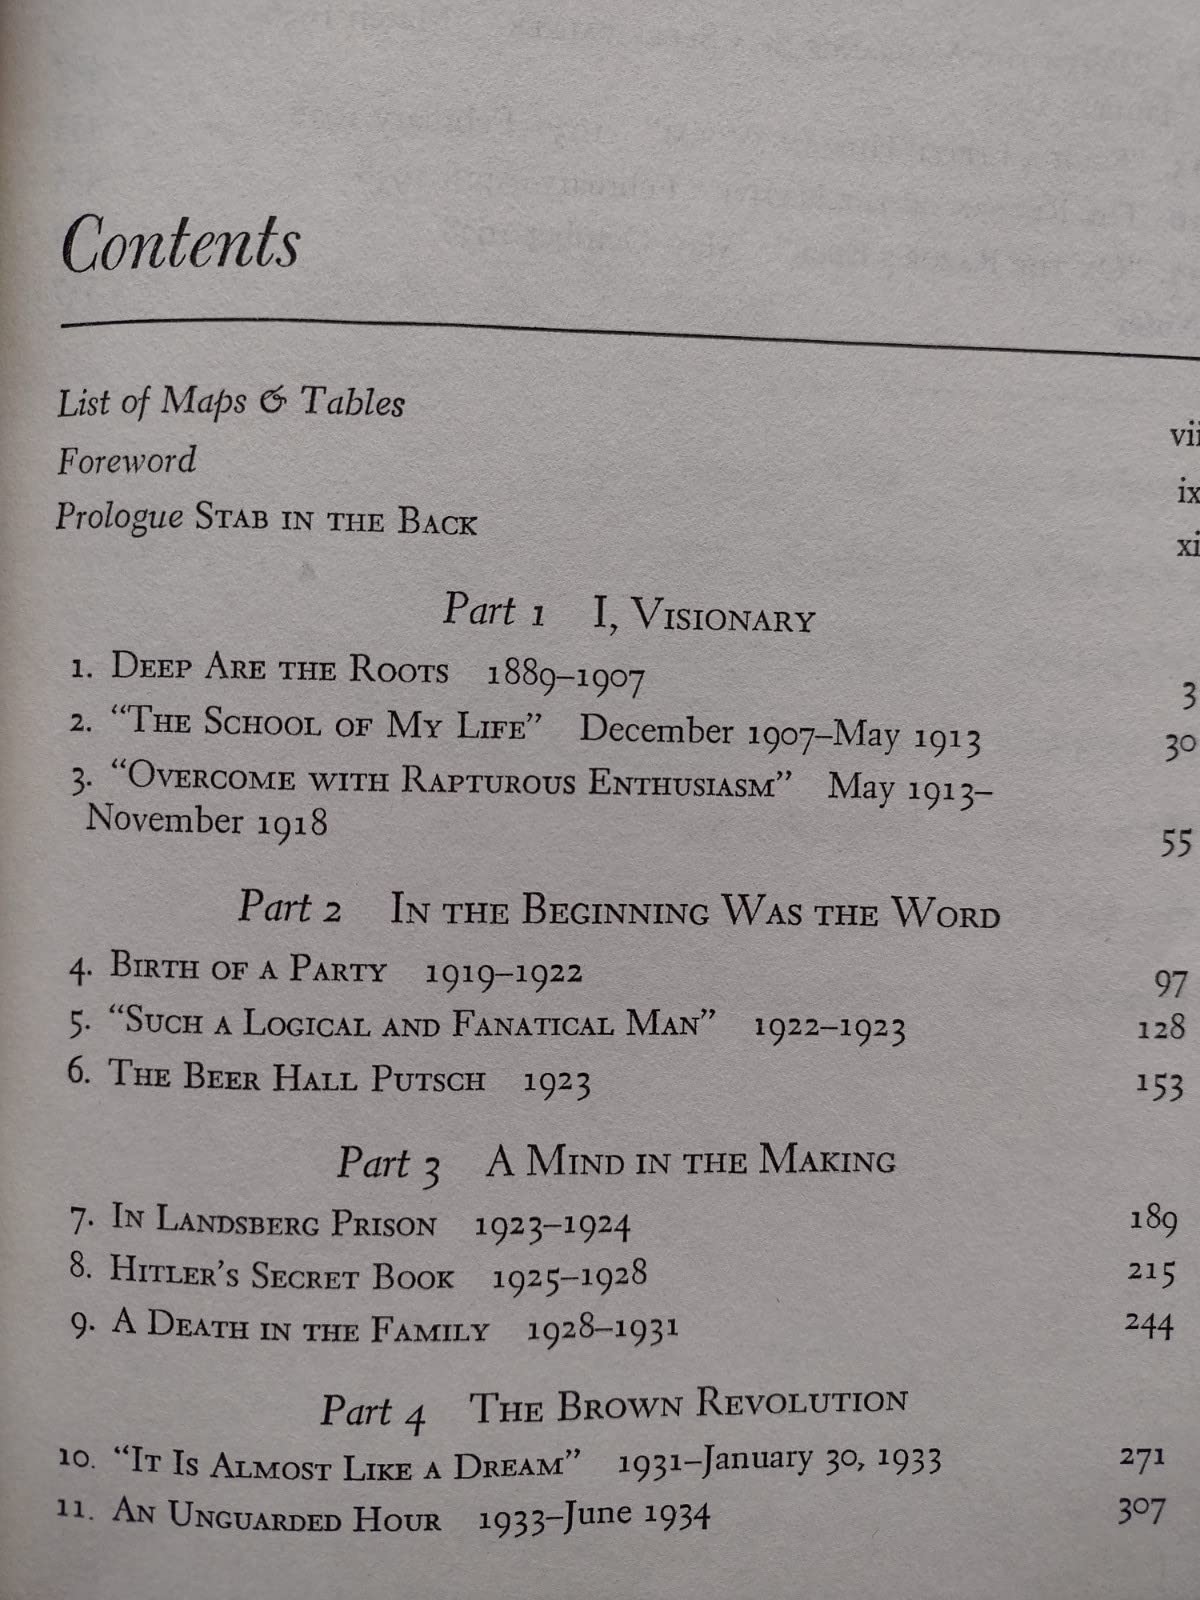 Contents
List of Maps & Tables vii
Foreword ix
Prologue STAB IN THE BACK xi
Part 1 I, VISIONARY
1. DEEP ARE THE ROOTS 1889–1907 3
2. “THE SCHOOL OF MY LIFE” December 1907–May 1913 30
3. “OVERCOME WITH RAPTUROUS ENTHUSIASM” May 1913–
November 1918 55
Part 2 IN THE BEGINNING WAS THE WORD
4. BIRTH OF A PARTY 1919–1922 97
5. “SUCH A LOGICAL AND FANATICAL MAN” 1922–1923 128
6. THE BEER HALL PUTSCH 1923 153
Part 3 A MIND IN THE MAKING
7. IN LANDSBERG PRISON 1923–1924 189
8. HITLER’S SECRET BOOK 1925–1928 215
9. A DEATH IN THE FAMILY 1928–1931 244
Part 4 THE BROWN REVOLUTION
10. “IT IS ALMOST LIKE A DREAM” 1931–January 30, 1933 271
11. AN UNGUARDED HOUR 1933–June 1934 307